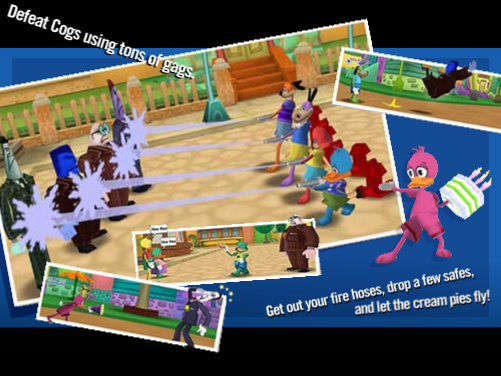 Defeat Cogs using tons of gags.
Get out your fire hoses, drop a few safes,
and let the cream pies fly!